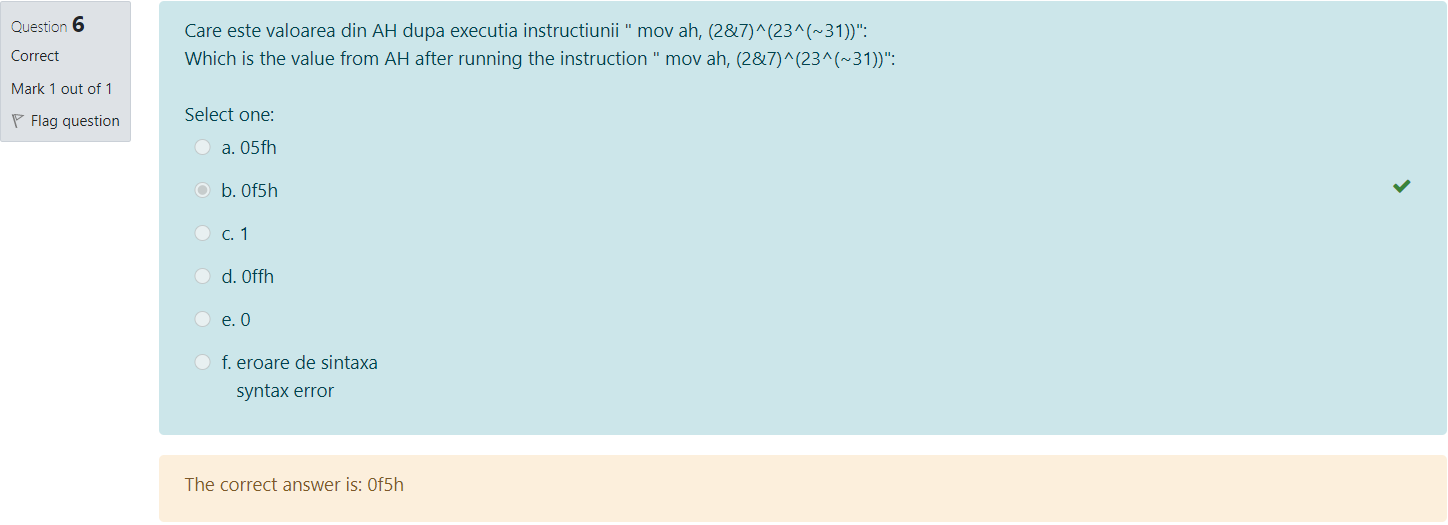 Question 6
Correct
Mark 1 out of 1
Flag question
Care este valoarea din AH dupa executia instructiunii " mov ah, (2&7)^(23^(~31))":
Which is the value from AH after running the instruction " mov ah, (2&7)^(23^(~31))":
Select one:
a. 05fh
b. 0f5h
c. 1
d. 0ffh
e. 0
f. eroare de sintaxa
syntax error
The correct answer is: 0f5h